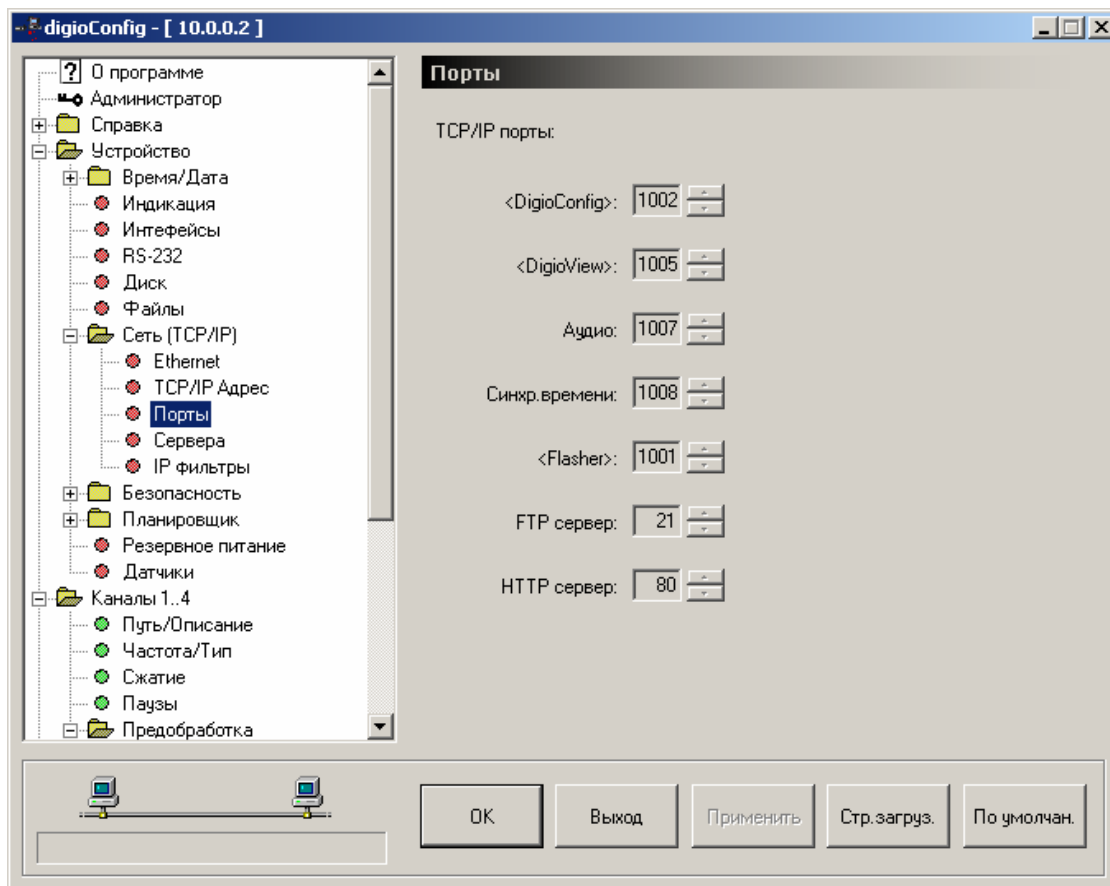 digioConfig - [ 10.0.0.2 ]
О программе
Администратор
Справка
Устройство
Время/Дата
Индикация
Интефейсы
RS-232
Диск
Файлы
Сеть (TCP/IP)
Ethernet
TCP/IP Адрес
Порты
Сервера
IP фильтры
Безопасность
Планировщик
Резервное питание
Датчики
Каналы 1..4
Путь/Описание
Частота/Тип
Сжатие
Паузы
Предобработка
Порты
TCP/IP порты:
<DigioConfig>: 1002
<DigioView>: 1005
Аудио: 1007
Синхр.времени: 1008
<Flasher>: 1001
FTP сервер: 21
HTTP сервер: 80
OK Выход Применить Стр.загруз. По умолчан.